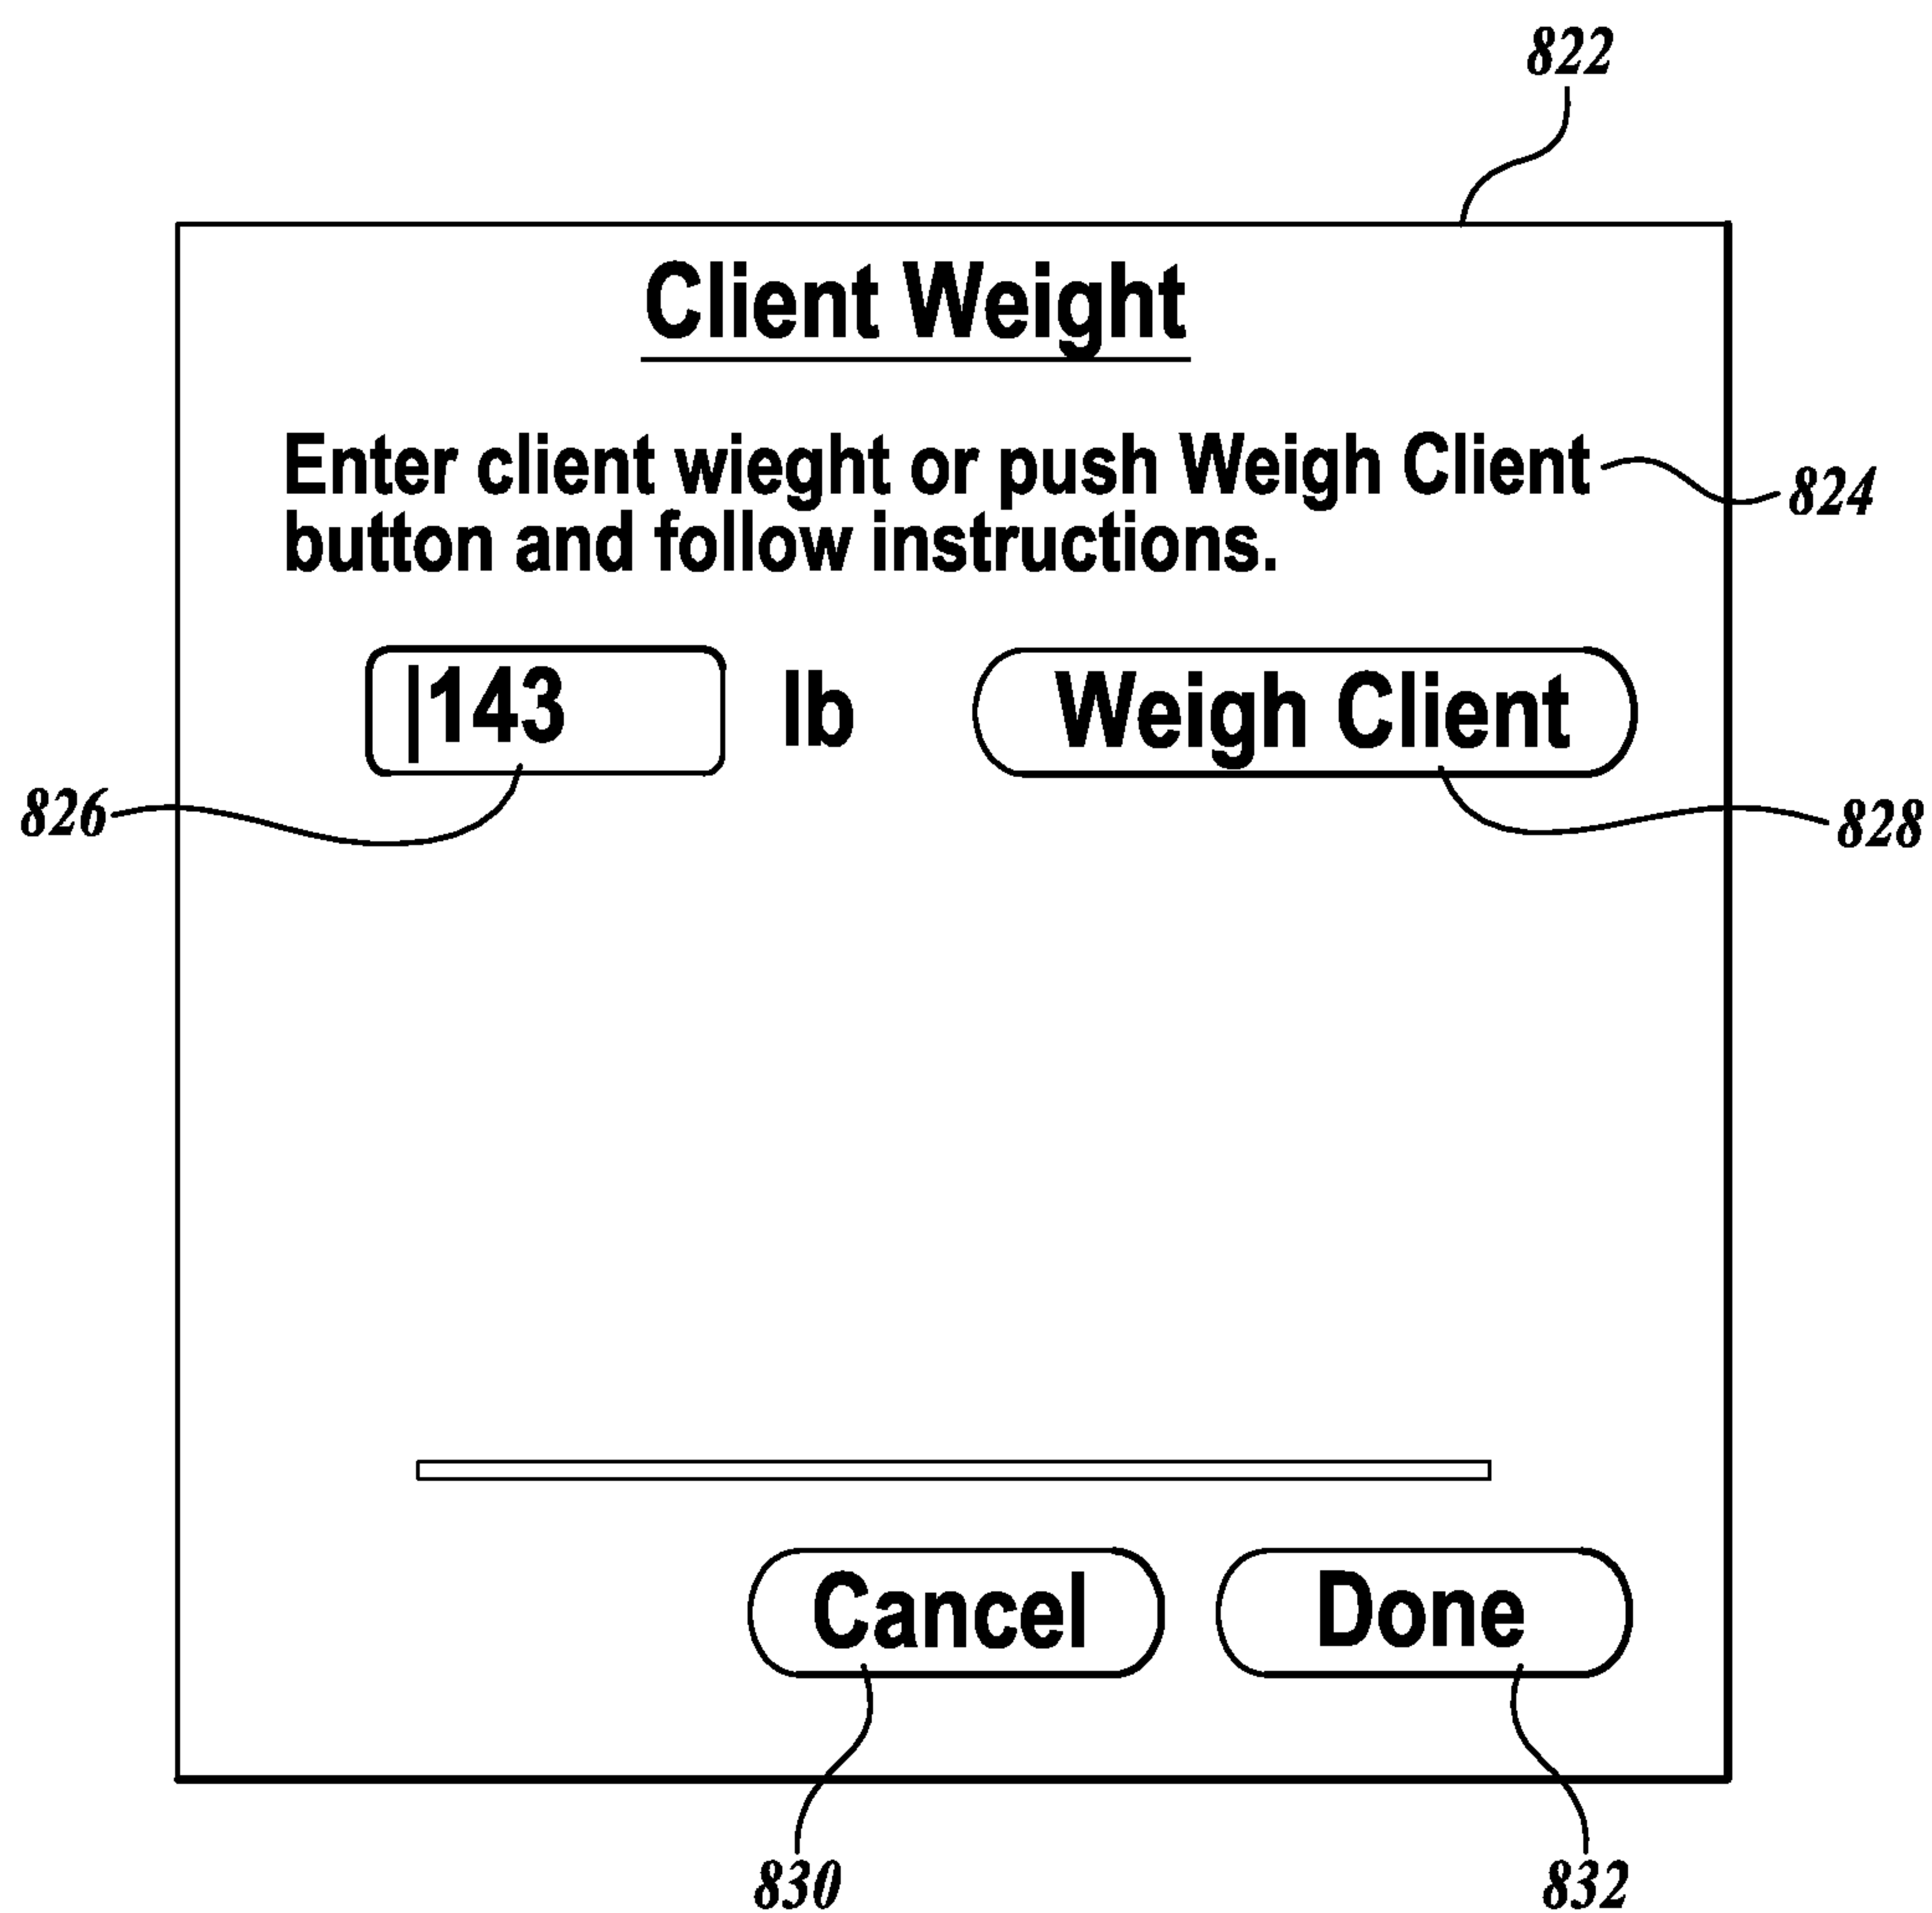 822
Client Weight
Enter client wieght or push Weigh Client
824
button and follow instructions.
|143 lb Weigh Client
826
828
Cancel Done
830 832